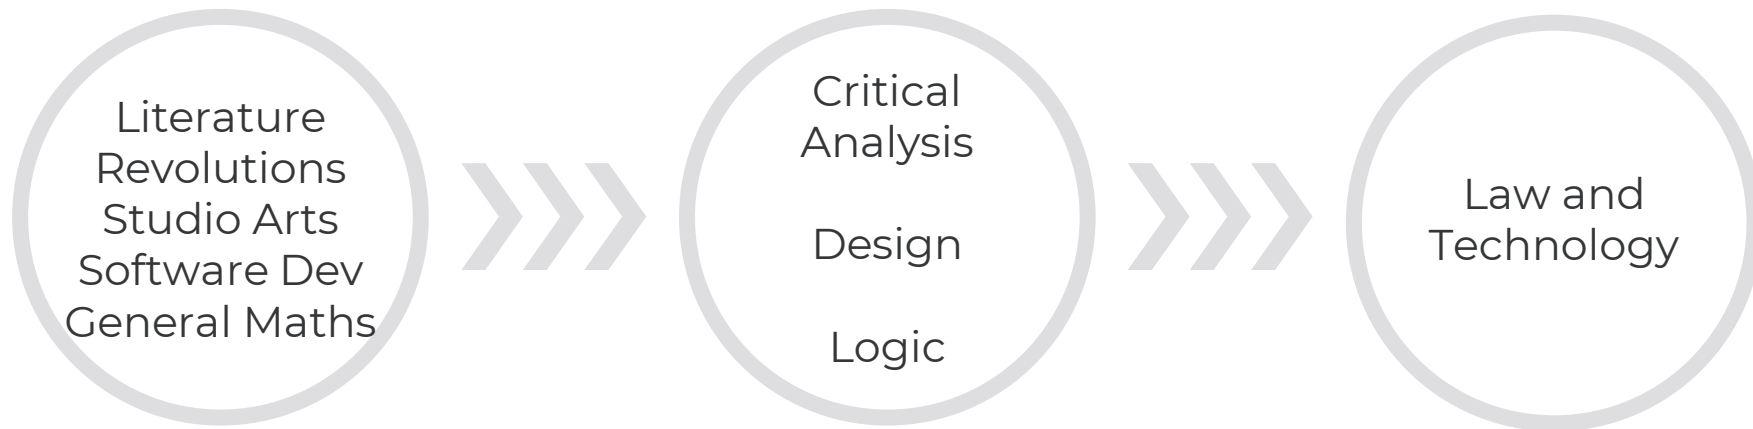 Literature
Revolutions
Studio Arts
Software Dev
General Maths
Critical
Analysis
Design
Logic
Law and
Technology